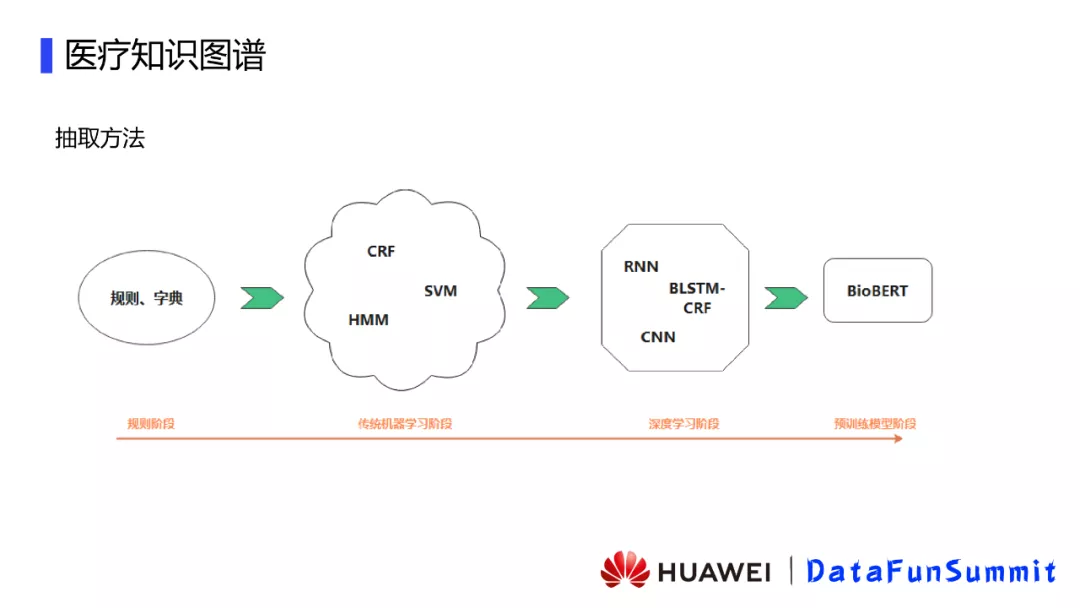 医疗知识图谱
抽取方法
规则、字典
CRF
SVM
HMM
RNN
BLSTM-
CRF
CNN
BioBERT
规则阶段
传统机器学习阶段
深度学习阶段
预训练模型阶段
HUAWEI
DataFunSummit